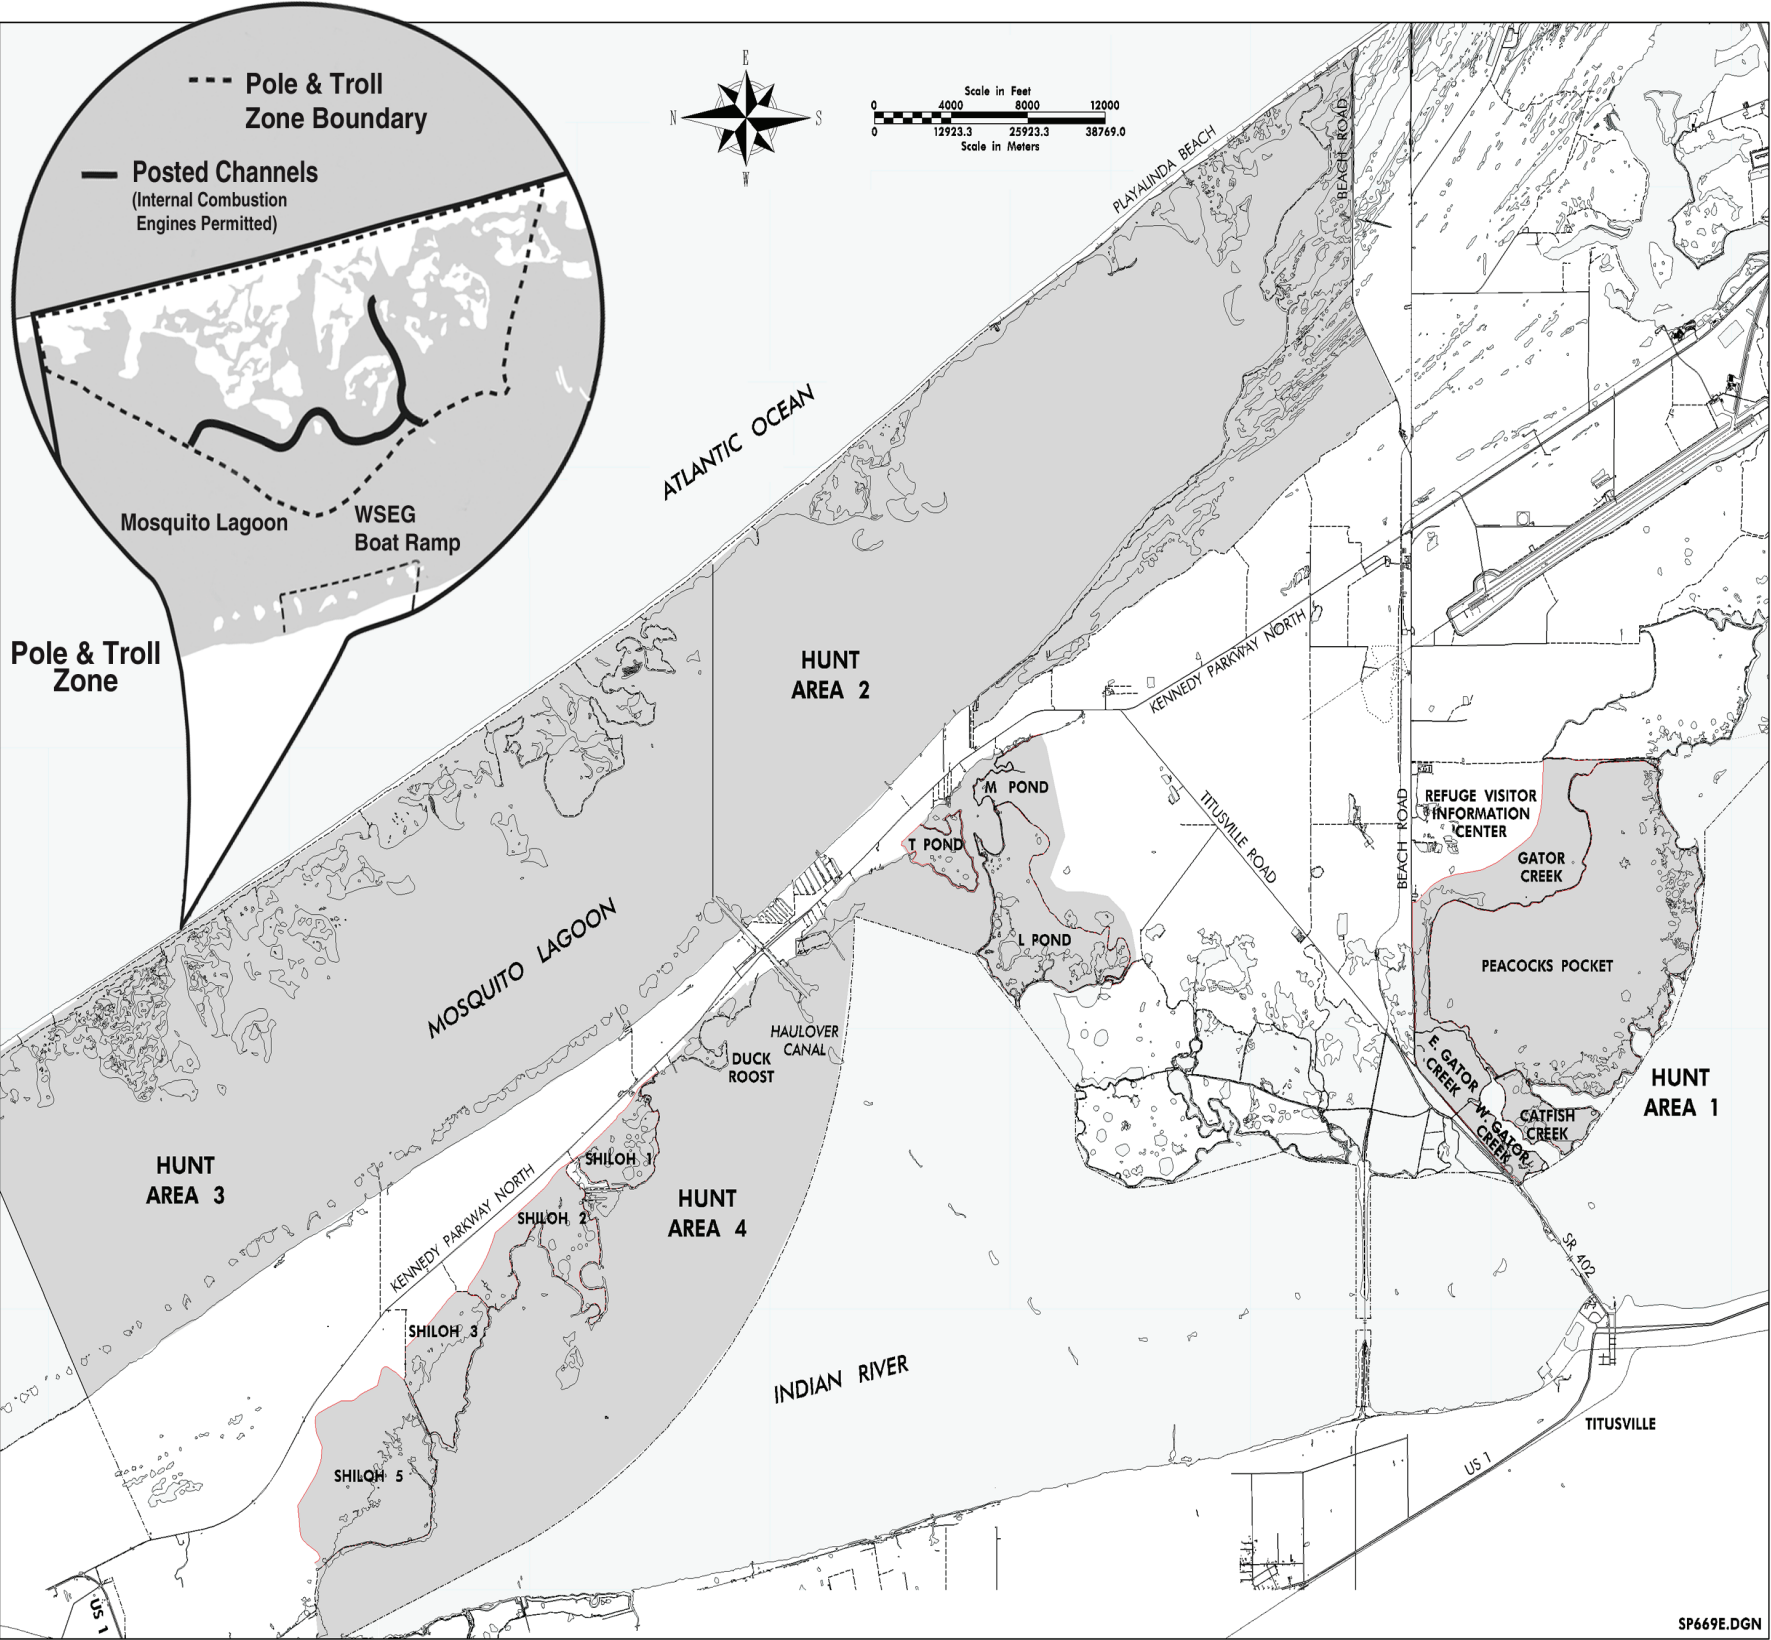 Pole & Troll
Zone Boundary
Posted Channels
(Internal Combustion
Engines Permitted)
Mosquito Lagoon
WSEG
Boat Ramp
Pole & Troll
Zone
E
N
S
W
Scale in Feet
0 4000 8000 12000
0 12923.3 25923.3 38769.0
Scale in Meters
PLAYALINDA BEACH
BEACH ROAD
ATLANTIC OCEAN
HUNT
AREA 2
KENNEDY PARKWAY NORTH
M POND
T POND
L POND
TITUSVILLE ROAD
BEACH ROAD
REFUGE VISITOR
INFORMATION
CENTER
GATOR
CREEK
PEACOCKS POCKET
E. GATOR
CREEK
W. GATOR
CREEK
CATFISH
CREEK
HUNT
AREA 1
MOSQUITO LAGOON
HAULOVER
CANAL
DUCK
ROOST
HUNT
AREA 3
KENNEDY PARKWAY NORTH
SHILOH 1
SHILOH 2
HUNT
AREA 4
SHILOH 3
SHILOH 5
INDIAN RIVER
SR 402
TITUSVILLE
US 1
US 1
SP669E.DGN